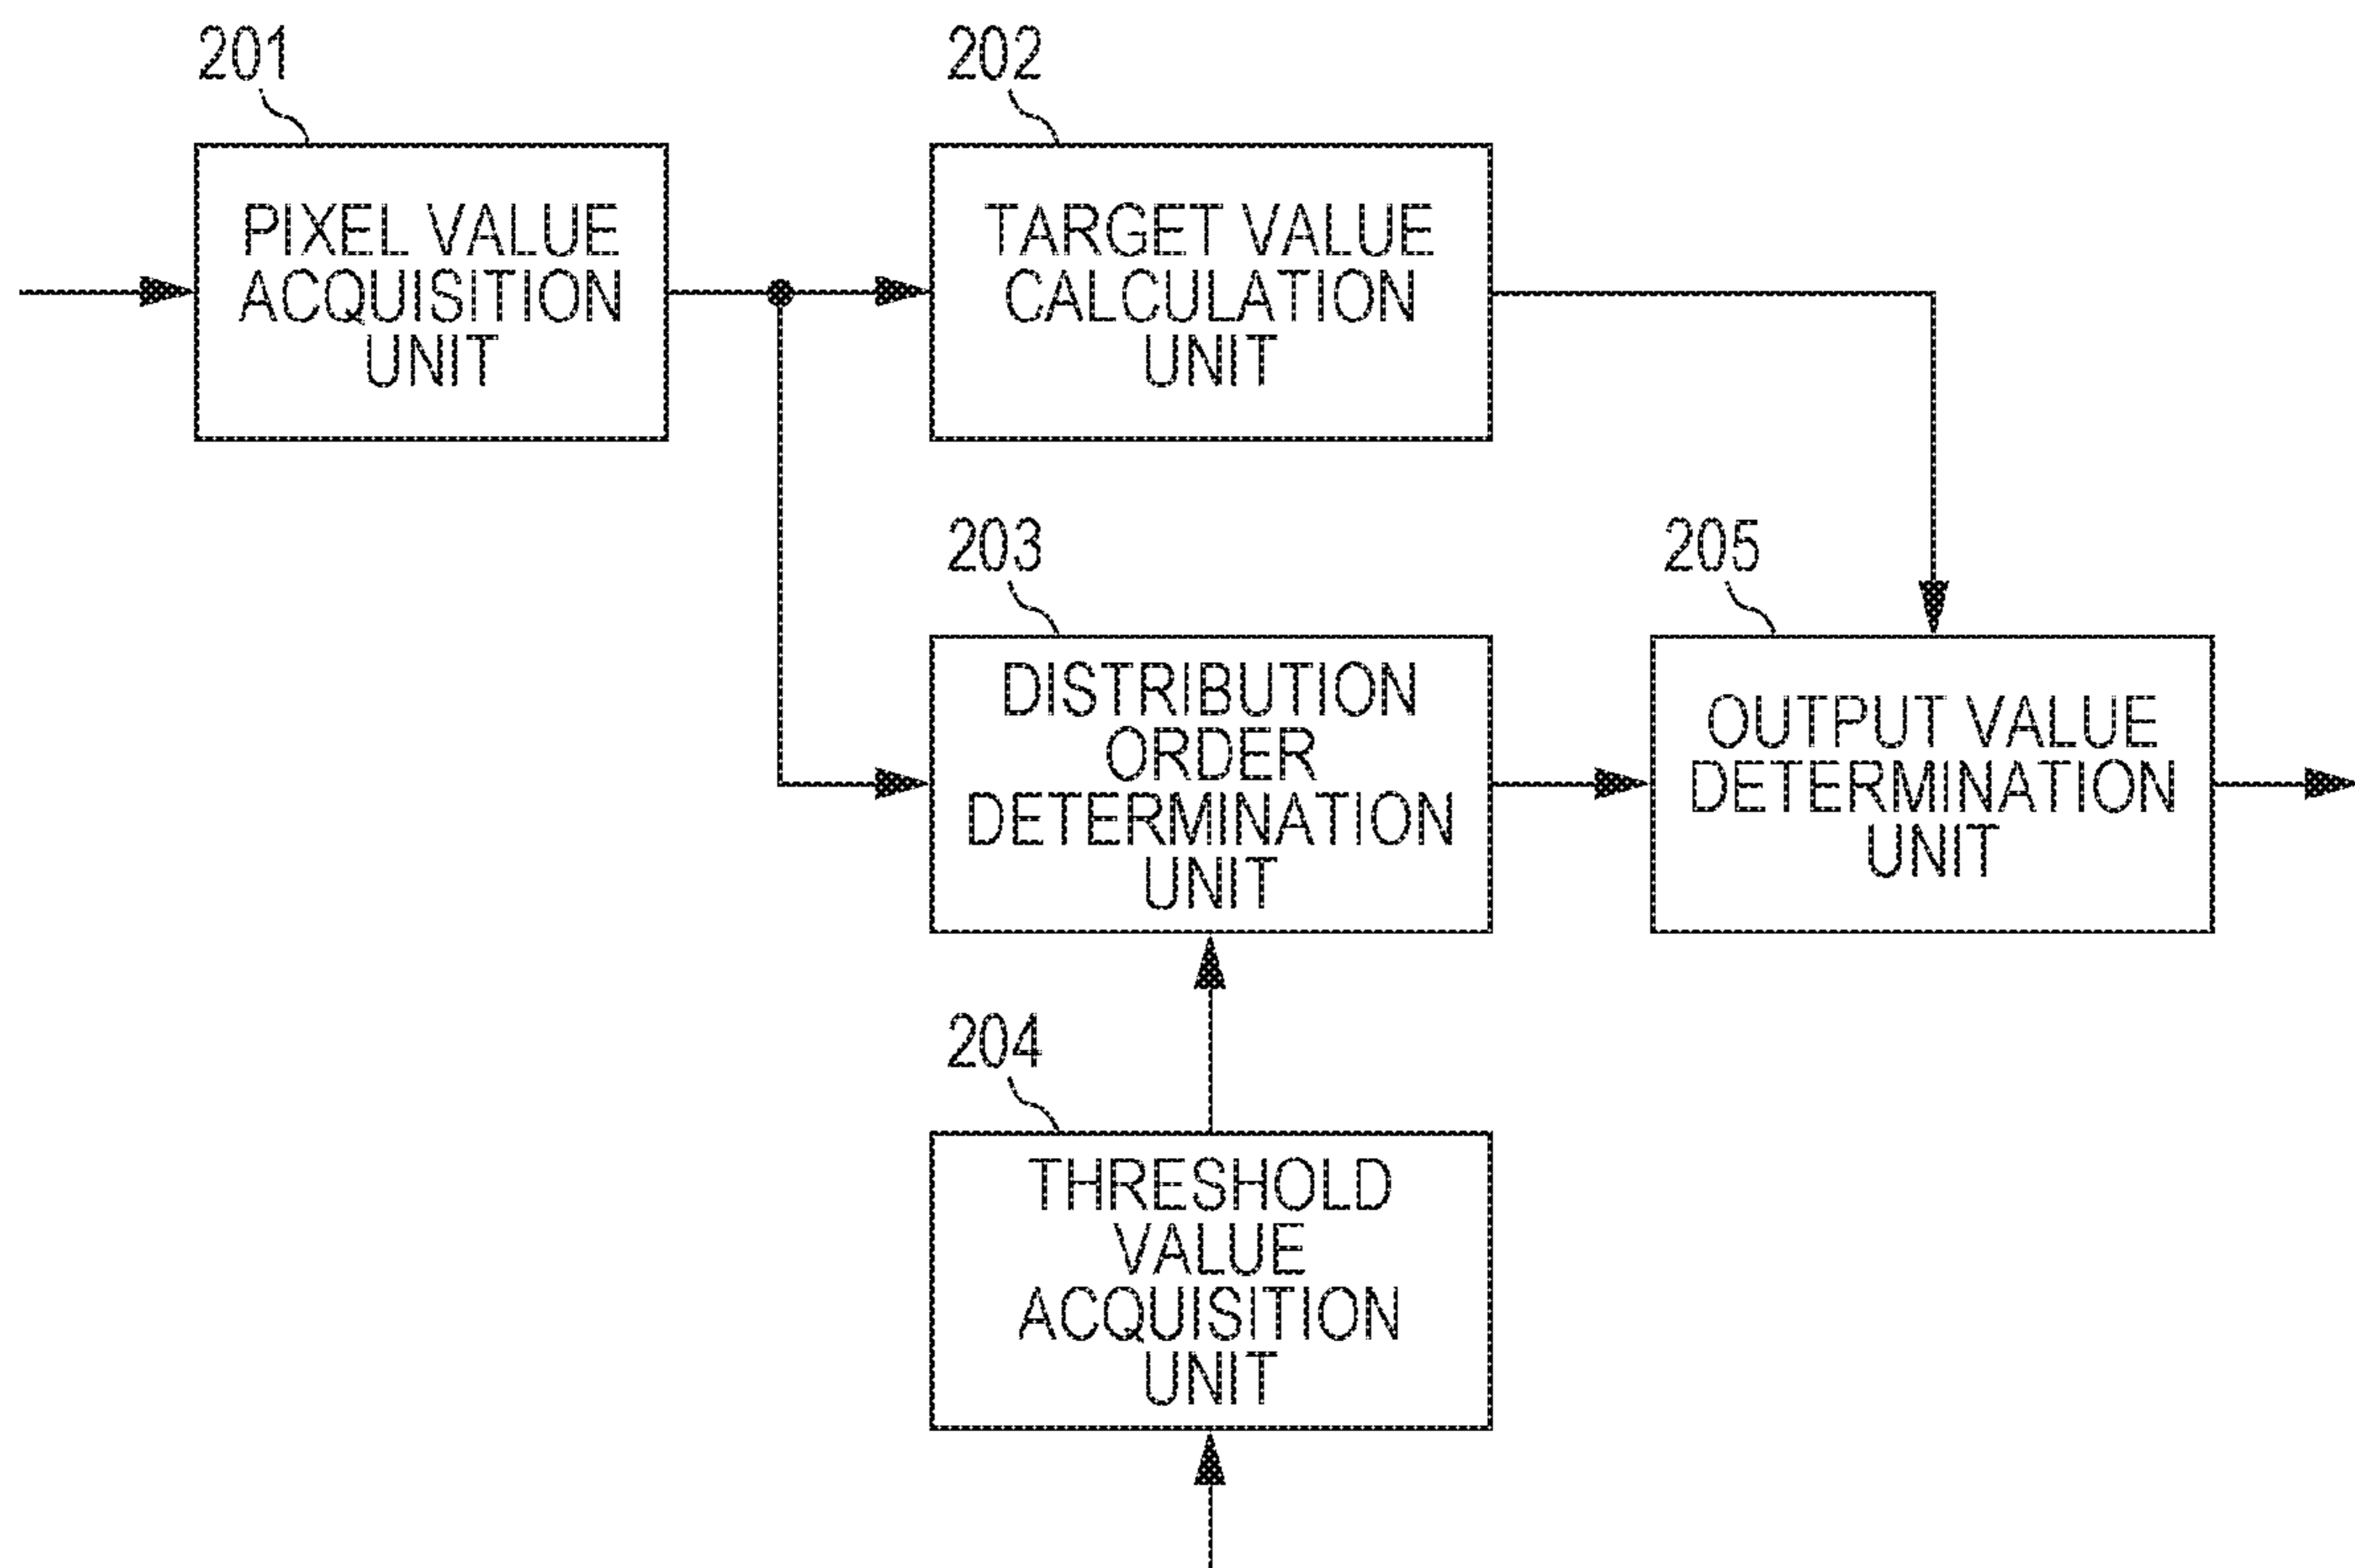 201
PIXEL VALUE
ACQUISITION
UNIT
202
TARGET VALUE
CALCULATION
UNIT
203
DISTRIBUTION
ORDER
DETERMINATION
UNIT
205
OUTPUT VALUE
DETERMINATION
UNIT
204
THRESHOLD
VALUE
ACQUISITION
UNIT